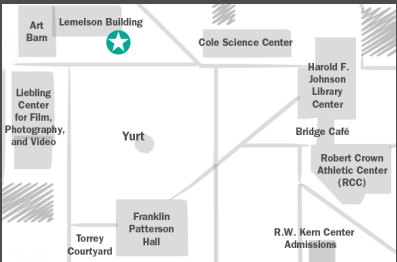 Art
Barn
Lemelson Building
Cole Science Center
Harold F.
Johnson
Library
Center
Liebling
Center
for Film,
Photography,
and Video
Yurt
Bridge Café
Robert Crown
Athletic Center
(RCC)
Franklin
Patterson
Hall
Torrey
Courtyard
R.W. Kern Center
Admissions